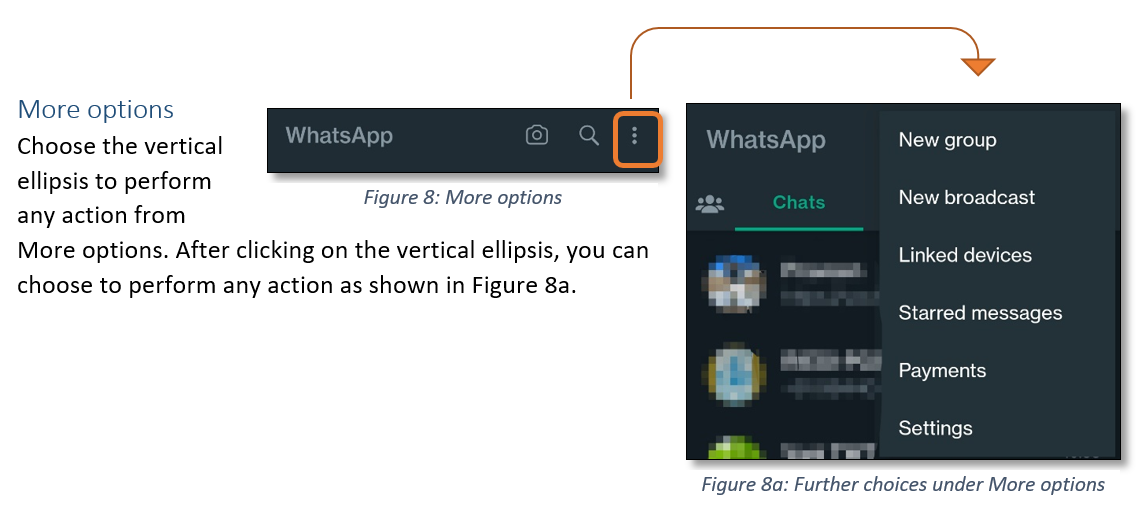 More options
Choose the vertical
ellipsis to perform
any action from
More options. After clicking on the vertical ellipsis, you can
choose to perform any action as shown in Figure 8a.
WhatsApp
Figure 8: More options
WhatsApp
Chats
New group
New broadcast
Linked devices
Starred messages
Payments
Settings
Figure 8a: Further choices under More options